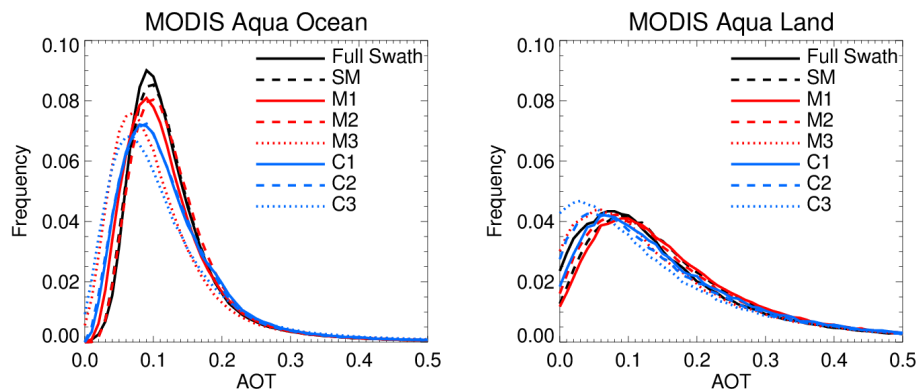 MODIS Aqua Ocean
0.10
0.08
0.06
0.04
0.02
0.00
Frequency
Full Swath
SM
M1
M2
M3
C1
C2
C3
0.0 0.1 0.2 0.3 0.4 0.5
AOT
MODIS Aqua Land
0.10
0.08
0.06
0.04
0.02
0.00
Frequency
Full Swath
SM
M1
M2
M3
C1
C2
C3
0.0 0.1 0.2 0.3 0.4 0.5
AOT